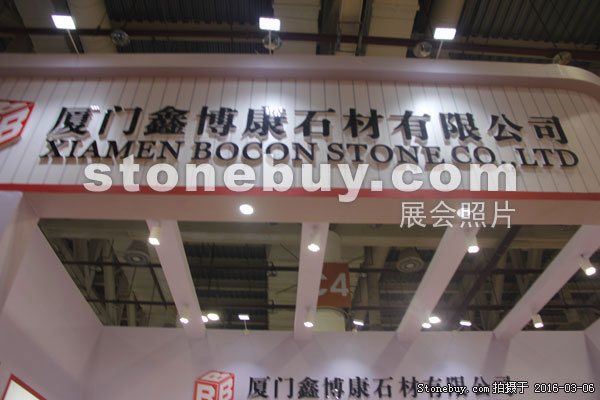 厦门鑫博康石材有限公司
XIAMEN BOCON STONE CO.,LTD
stonebuy.com
展会照片
C4
厦门鑫博康石材有限公司
Stonebuy.com 拍摄于 2016-03-06